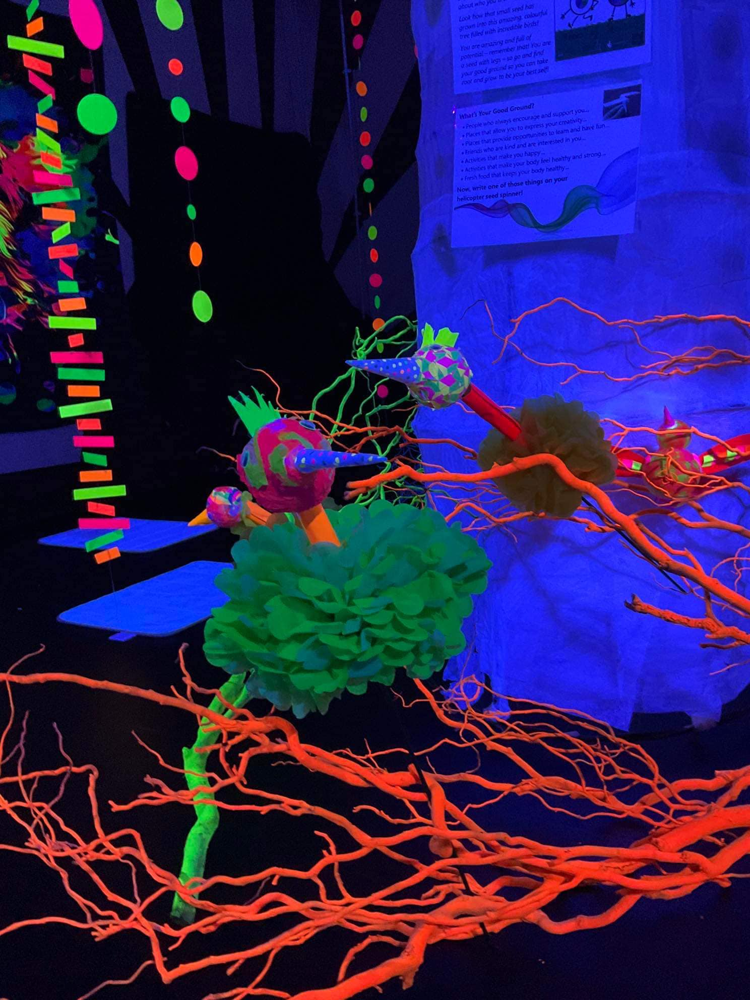 about who you
Look how that small seed has
grown into this amazing, colourful
tree filled with incredible birds!
You are amazing and full of
potential – remember that! You are
a seed with legs – so go and find
your good ground so you can take
root and grow to be your best self!
What's Your Good Ground?
• People who always encourage and support you...
• Places that allow you to express your creativity...
• Places that provide opportunities to learn and have fun...
• Friends who are kind and are interested in you...
• Activities that make you happy...
• Activities that make your body feel healthy and strong...
• Fresh food that keeps your body healthy...
Now, write one of those things on your
helicopter seed spinner!